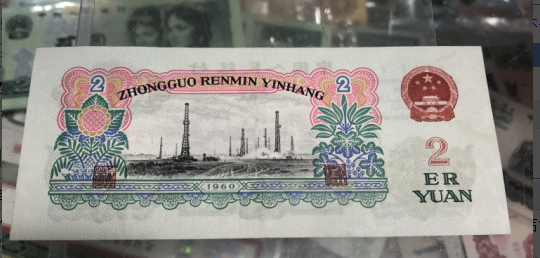 2
ZHONGGUO RENMIN YINHANG
2
1960
2
ER
YUAN